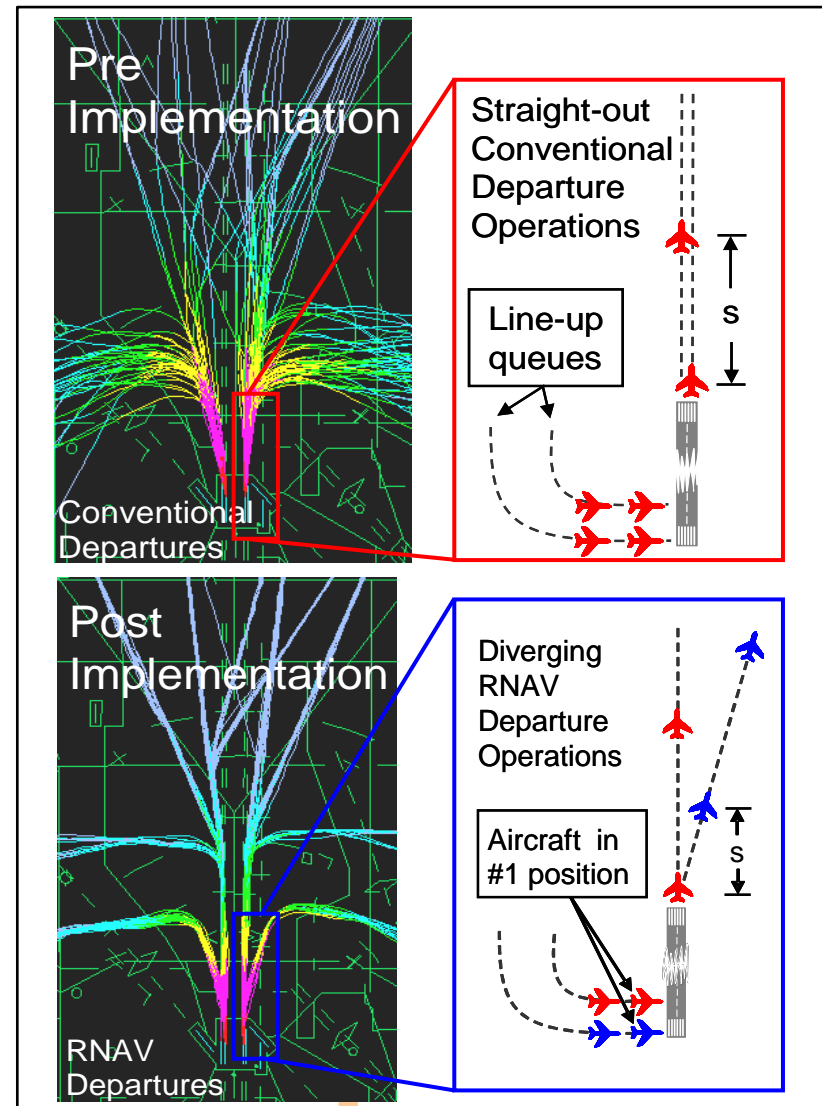 Pre
Implementation
Conventional
Departures
Straight-out
Conventional
Departure
Operations
Line-up
queues
S
Post
Implementation
RNAV
Departures
Diverging
RNAV
Departure
Operations
Aircraft in
#1 position
S